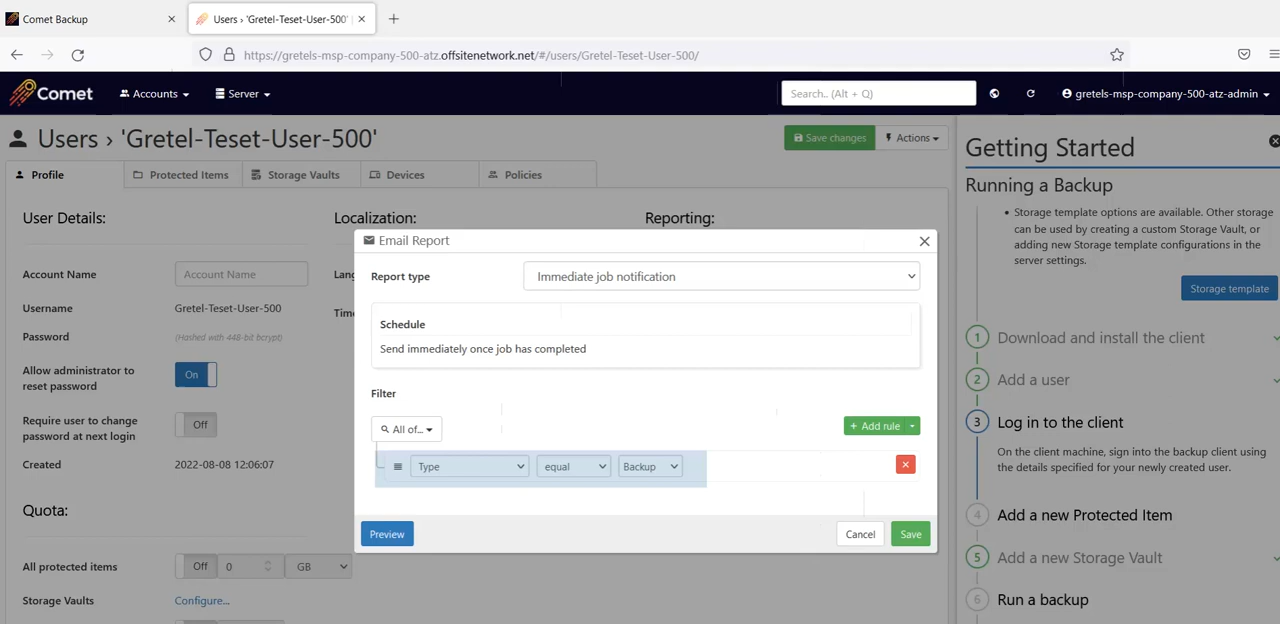 Comet Backup
Users › 'Gretel-Teset-User-500'
https://gretels-msp-company-500-atz.offsitenetwork.net/#/users/Gretel-Teset-User-500/
Comet
Accounts
Server
Search.. (Alt + Q)
gretels-msp-company-500-atz-admin
Users › 'Gretel-Teset-User-500'
Save changes
Actions
Profile
Protected Items
Storage Vaults
Devices
Policies
User Details:
Localization:
Reporting:
Account Name
Account Name
Username
Gretel-Teset-User-500
Password
(Hashed with 448-bit bcrypt)
Allow administrator to
reset password
On
Require user to change
password at next login
Off
Created
2022-08-08 12:06:07
Quota:
All protected items
Off
0
GB
Storage Vaults
Configure...
Email Report
Report type
Immediate job notification
Schedule
Send immediately once job has completed
Filter
All of...
Add rule
Type
equal
Backup
Preview
Cancel
Save
Getting Started
Running a Backup
Storage template options are available. Other storage
can be used by creating a custom Storage Vault, or
adding new Storage template configurations in the
server settings.
Storage template
1
Download and install the client
2
Add a user
3
Log in to the client
On the client machine, sign into the backup client using
the details specified for your newly created user.
4
Add a new Protected Item
5
Add a new Storage Vault
6
Run a backup